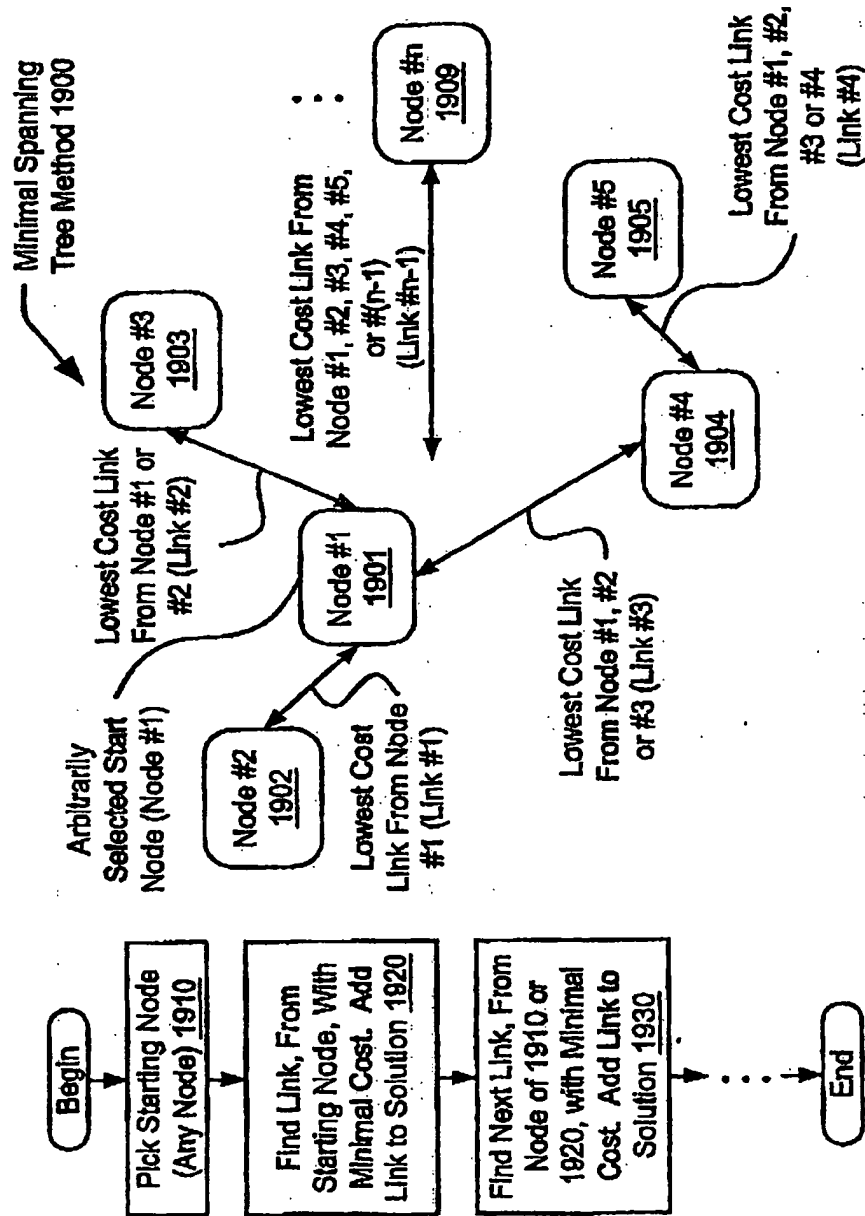 Begin
Pick Starting Node
(Any Node) 1910
Find Link, From
Starting Node, With
Minimal Cost. Add
Link to Solution 1920
Find Next Link, From
Node of 1910 or
1920, with Minimal
Cost. Add Link to
Solution 1930
End
Minimal Spanning
Tree Method 1900
Arbitrarily
Selected Start
Node (Node #1)
Lowest Cost Link
From Node #1 or
#2 (Link #2)
Node #3
1903
Node #2
1902
Node #1
1901
Lowest Cost
Link From Node
#1 (Link #1)
Lowest Cost Link From
Node #1, #2, #3, #4, #5,
or #(n-1)
(Link #n-1)
Node #n
1909
Lowest Cost Link
From Node #1, #2
or #3 (Link #3)
Node #4
1904
Node #5
1905
Lowest Cost Link
From Node #1, #2,
#3 or #4
(Link #4)